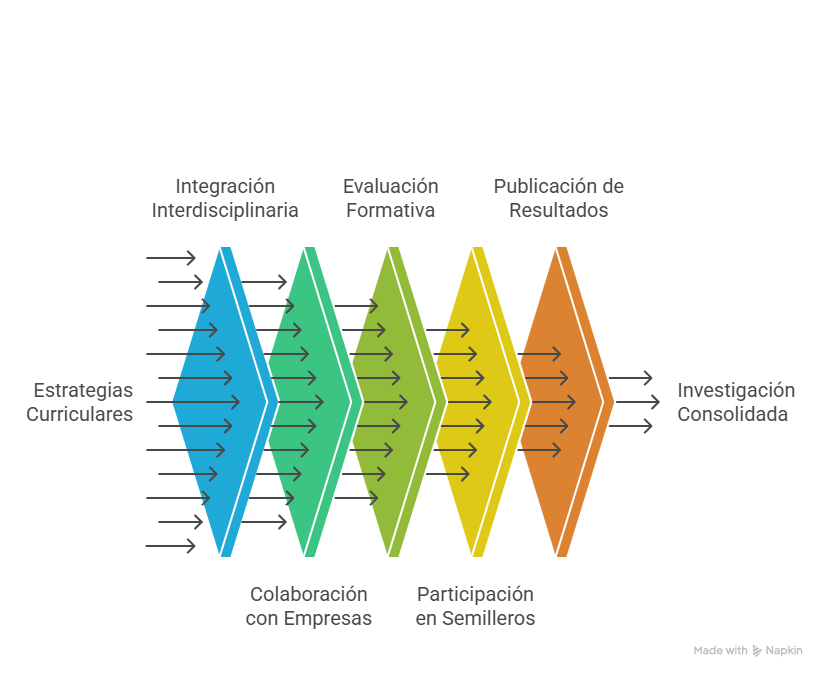 Integración
Interdisciplinaria
Evaluación
Formativa
Publicación de
Resultados
Estrategias
Curriculares
Investigación
Consolidada
Colaboración
con Empresas
Participación
en Semilleros
Made with Napkin